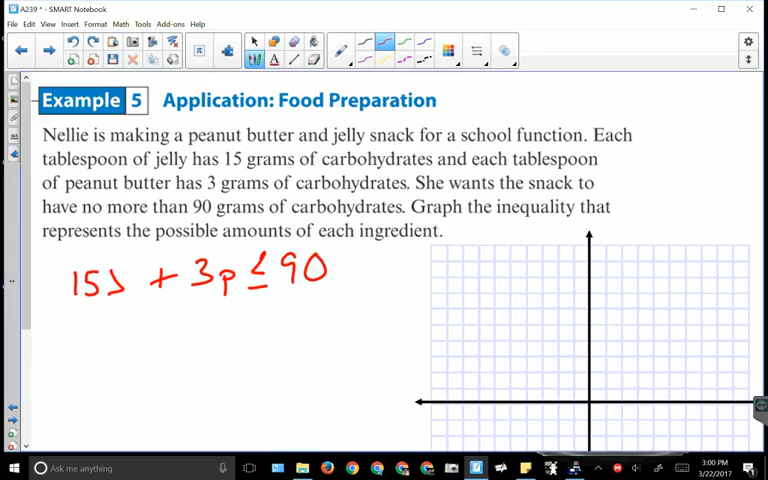 A239 * - SMART Notebook
File Edit View Insert Format Math Tools Add-ons Help
Example 5 Application: Food Preparation
Nellie is making a peanut butter and jelly snack for a school function. Each
tablespoon of jelly has 15 grams of carbohydrates and each tablespoon
of peanut butter has 3 grams of carbohydrates. She wants the snack to
have no more than 90 grams of carbohydrates. Graph the inequality that
represents the possible amounts of each ingredient.
15j + 3p ≤ 90
Ask me anything
3:00 PM
3/22/2017